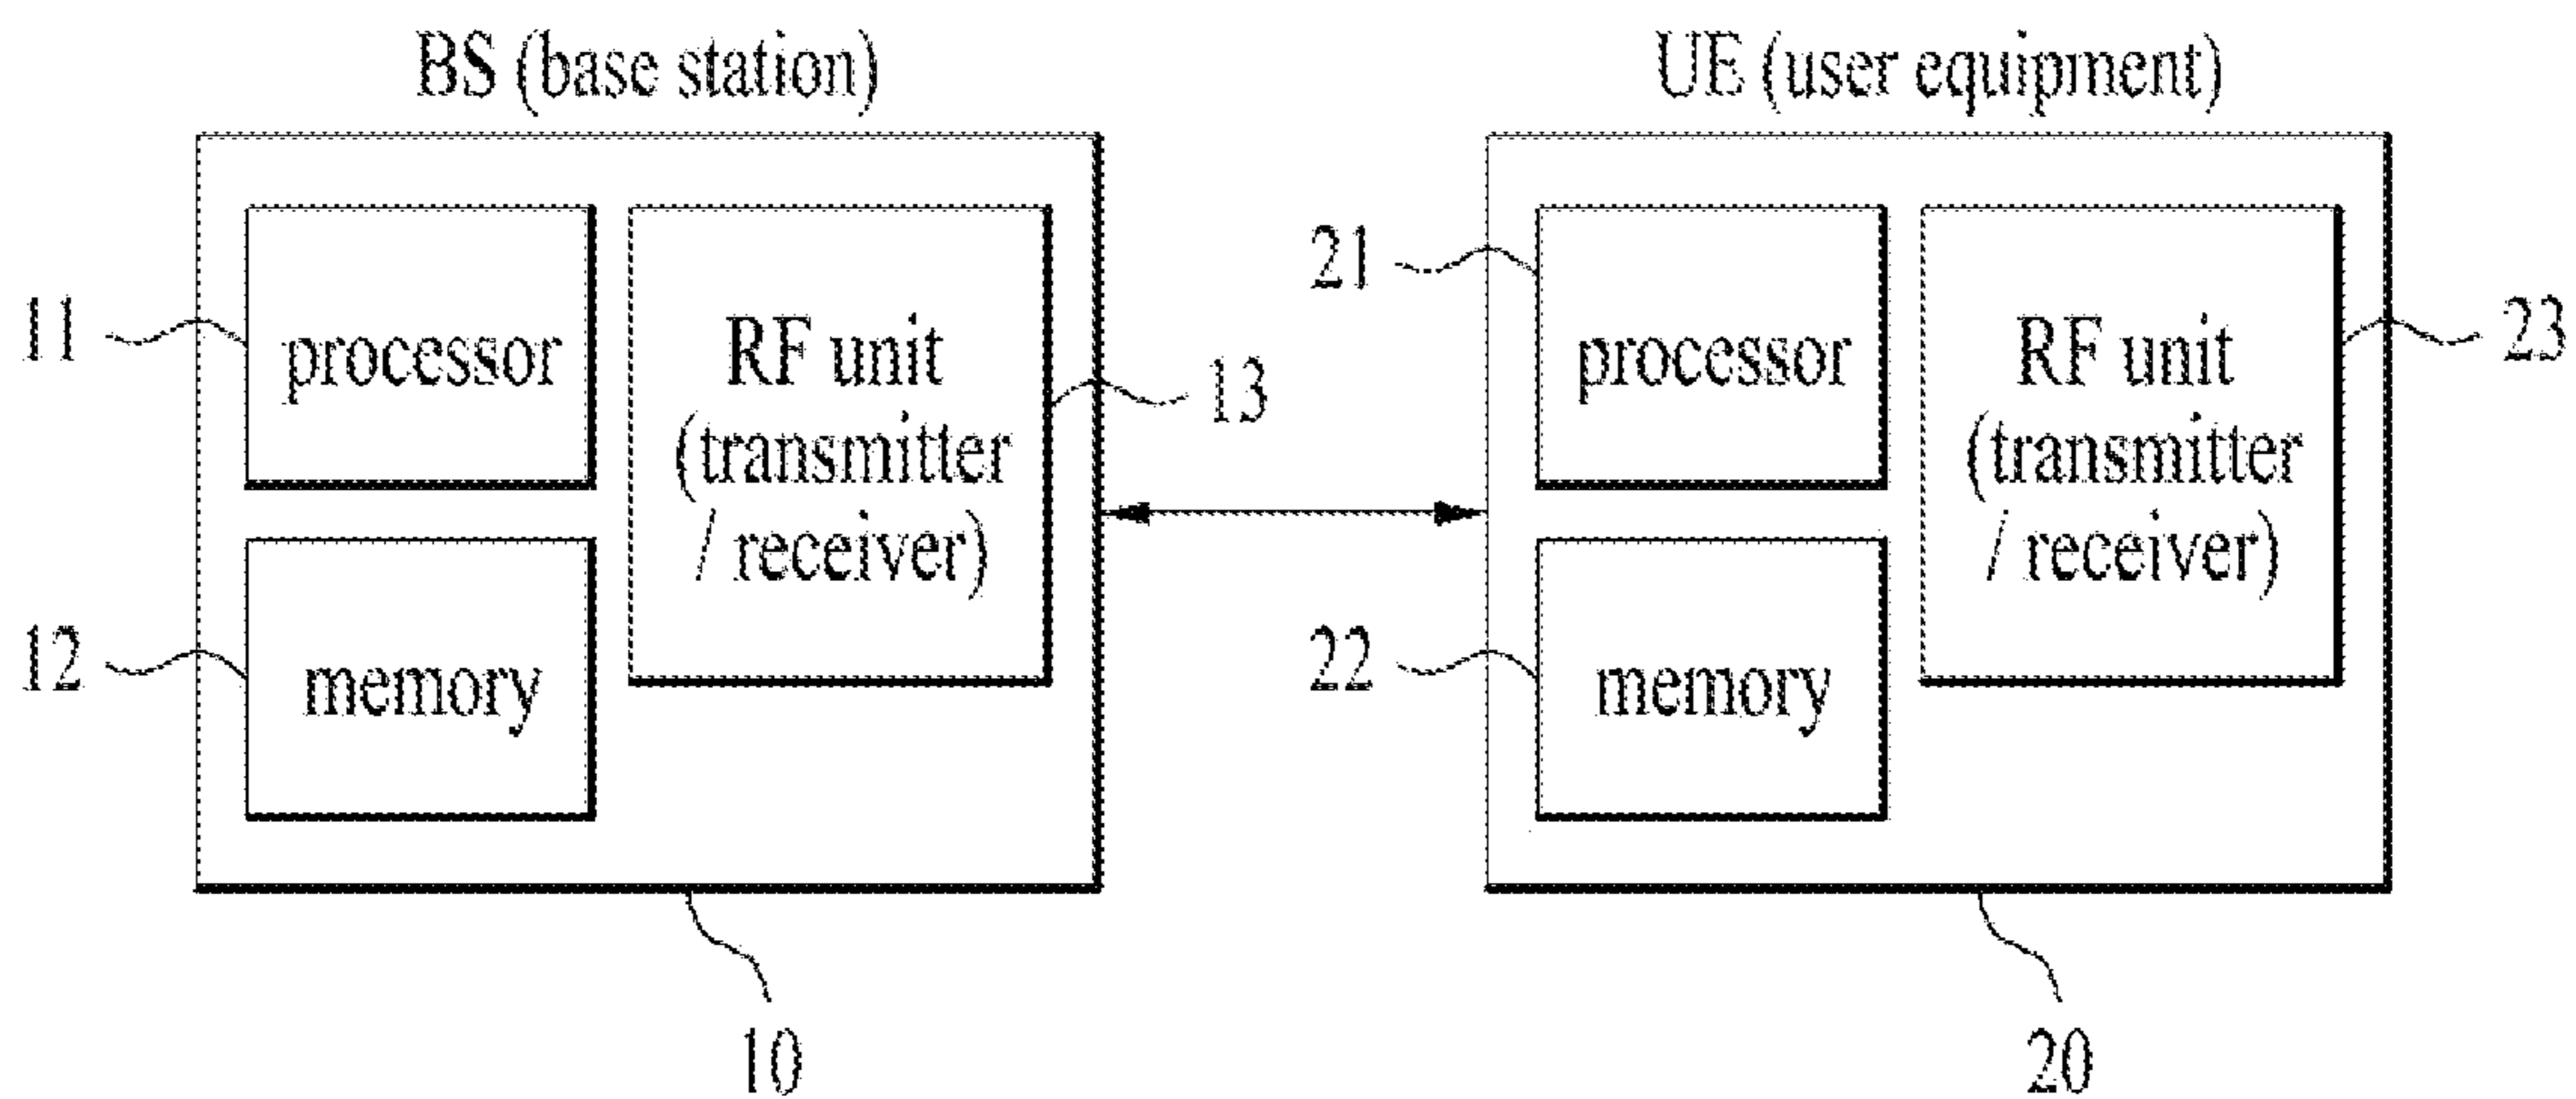 BS (base station)
11
processor
12
memory
RF unit
(transmitter
/ receiver)
13
10
UE (user equipment)
21
processor
22
memory
RF unit
(transmitter
/ receiver)
23
20